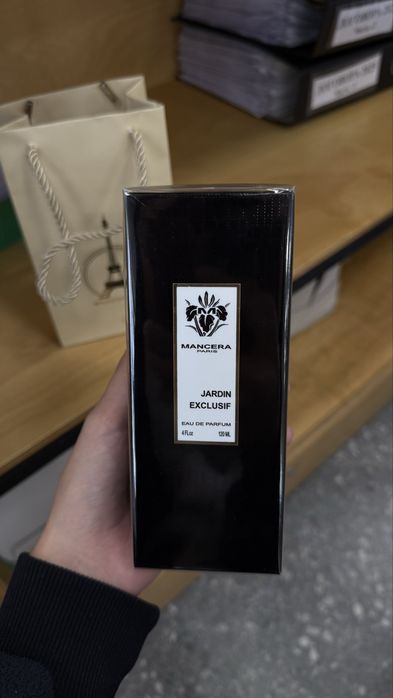 MANCERA
PARIS
JARDIN
EXCLUSIF
EAU DE PARFUM
4 Fl.oz 120 ML